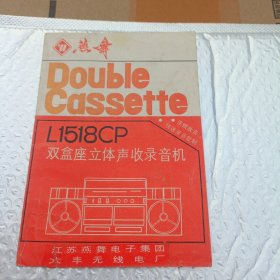 燕舞
Double
Cassette
L1518CP
双盒座立体声收录音机
江苏燕舞电子集团
六丰无线电厂